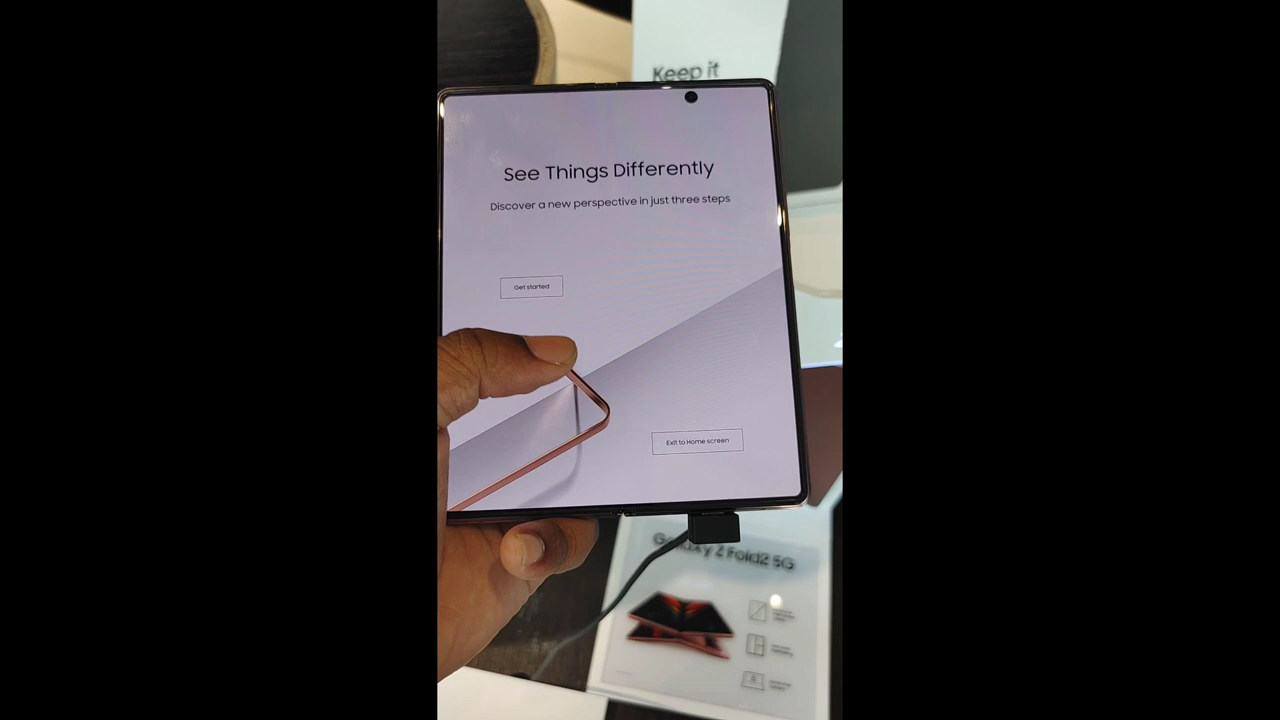 Keep it
See Things Differently
Discover a new perspective in just three steps
Get started
Exit to Home screen
Galaxy Z Fold2 5G